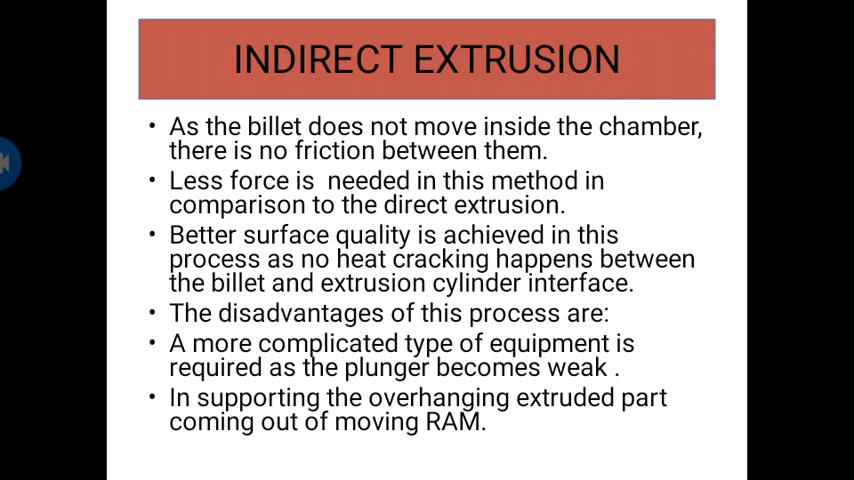 INDIRECT EXTRUSION
• As the billet does not move inside the chamber,
there is no friction between them.
• Less force is  needed in this method in
comparison to the direct extrusion.
• Better surface quality is achieved in this
process as no heat cracking happens between
the billet and extrusion cylinder interface.
• The disadvantages of this process are:
• A more complicated type of equipment is
required as the plunger becomes weak .
• In supporting the overhanging extruded part
coming out of moving RAM.